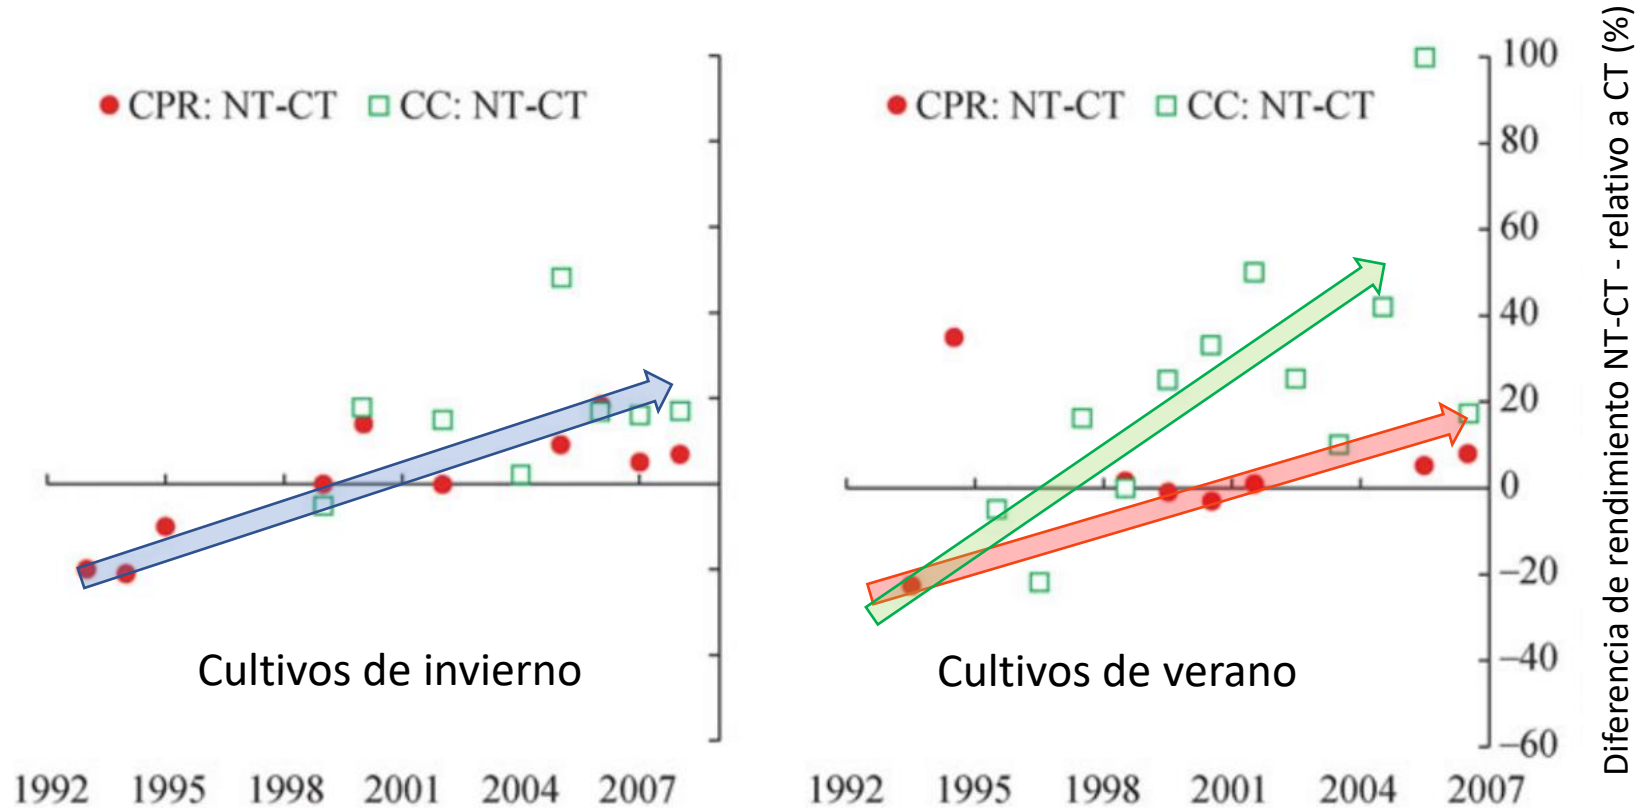 CPR: NT-CT CC: NT-CT
Cultivos de invierno
1992 1995 1998 2001 2004 2007
CPR: NT-CT CC: NT-CT
Cultivos de verano
1992 1995 1998 2001 2004 2007
100
80
60
40
20
0
–20
–40
–60
Diferencia de rendimiento NT-CT - relativo a CT (%)